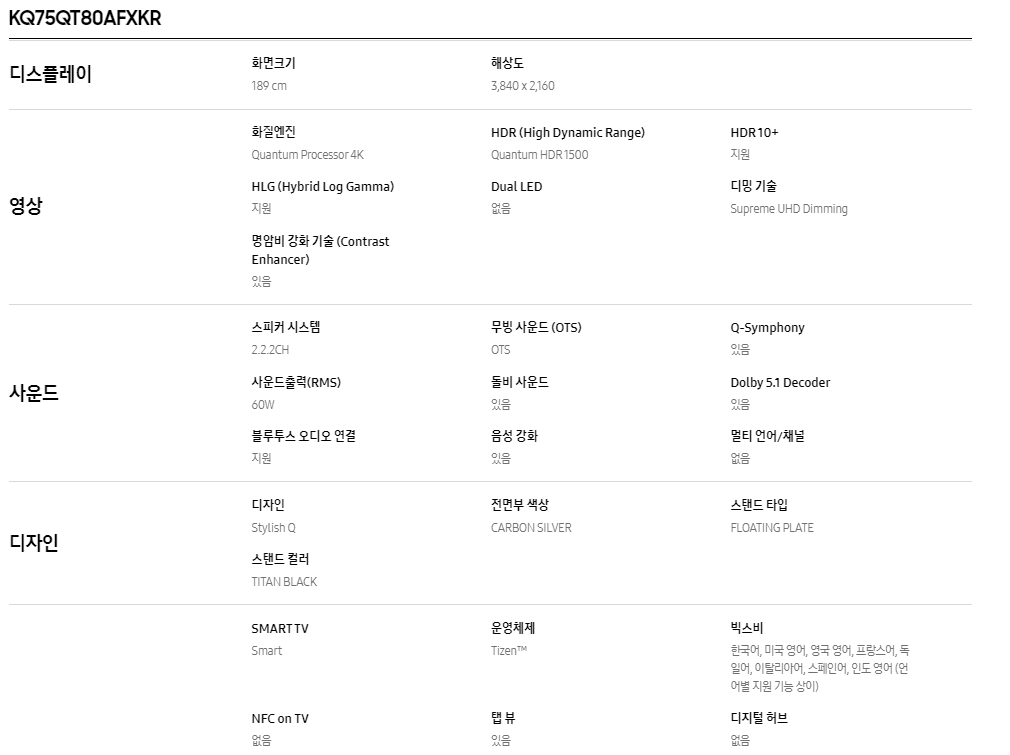 KQ75QT80AFXKR
디스플레이
화면크기
189 cm
해상도
3,840 x 2,160
영상
화질엔진
Quantum Processor 4K
HDR (High Dynamic Range)
Quantum HDR 1500
HDR 10+
지원
HLG (Hybrid Log Gamma)
지원
Dual LED
없음
디밍 기술
Supreme UHD Dimming
명암비 강화 기술 (Contrast
Enhancer)
있음
사운드
스피커 시스템
2.2.2CH
무빙 사운드 (OTS)
OTS
Q-Symphony
있음
사운드출력(RMS)
60W
돌비 사운드
있음
Dolby 5.1 Decoder
있음
블루투스 오디오 연결
지원
음성 강화
있음
멀티 언어/채널
없음
디자인
디자인
Stylish Q
전면부 색상
CARBON SILVER
스탠드 타입
FLOATING PLATE
스탠드 컬러
TITAN BLACK
SMART TV
Smart
운영체제
Tizen™
빅스비
한국어, 미국 영어, 영국 영어, 프랑스어, 독
일어, 이탈리아어, 스페인어, 인도 영어 (언
어별 지원 기능 상이)
NFC on TV
없음
탭 뷰
있음
디지털 허브
없음